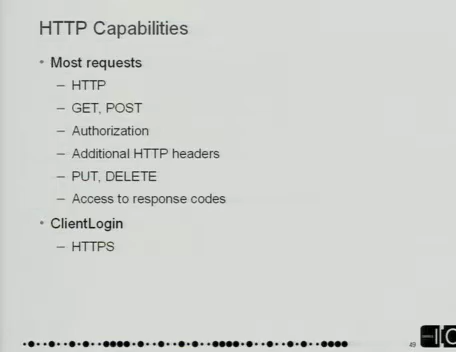 HTTP Capabilities
• Most requests
– HTTP
– GET, POST
– Authorization
– Additional HTTP headers
– PUT, DELETE
– Access to response codes
• ClientLogin
– HTTPS
49
IO